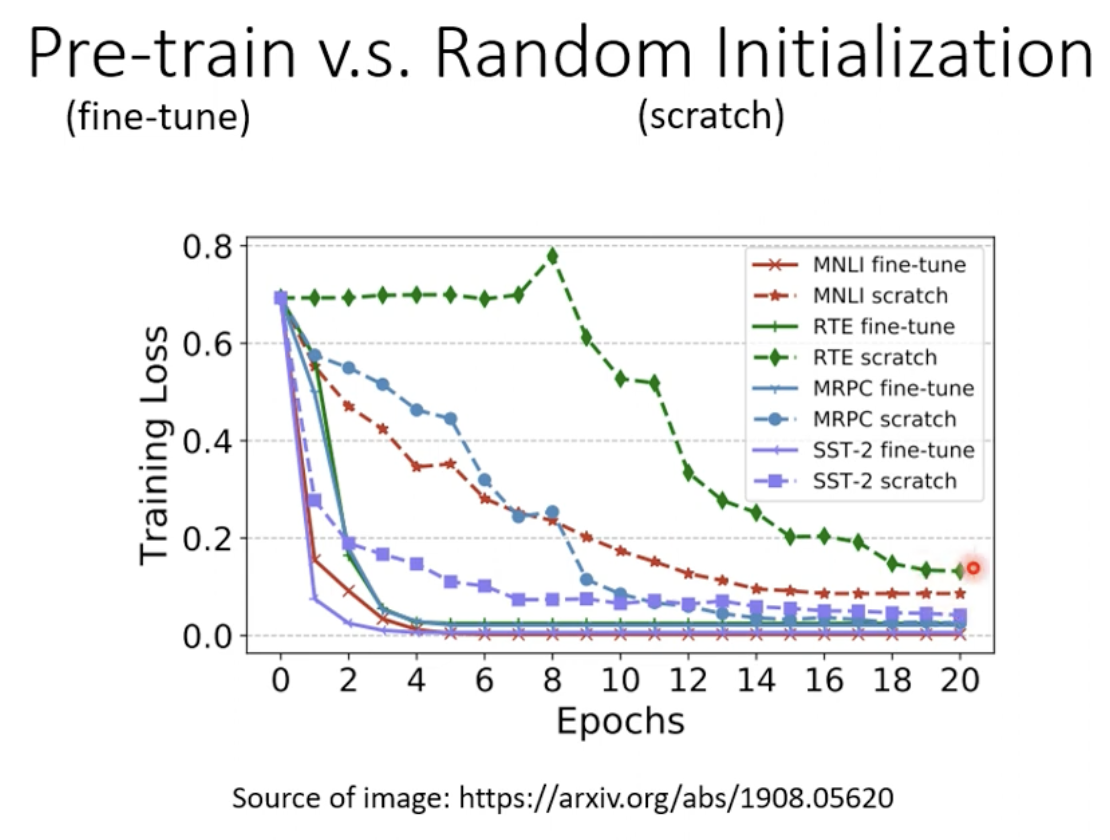 Pre-train v.s. Random Initialization
(fine-tune) (scratch)
0.8
0.6
0.4
0.2
0.0
Training Loss
MNLI fine-tune
MNLI scratch
RTE fine-tune
RTE scratch
MRPC fine-tune
MRPC scratch
SST-2 fine-tune
SST-2 scratch
0 2 4 6 8 10 12 14 16 18 20
Epochs
Source of image: https://arxiv.org/abs/1908.05620